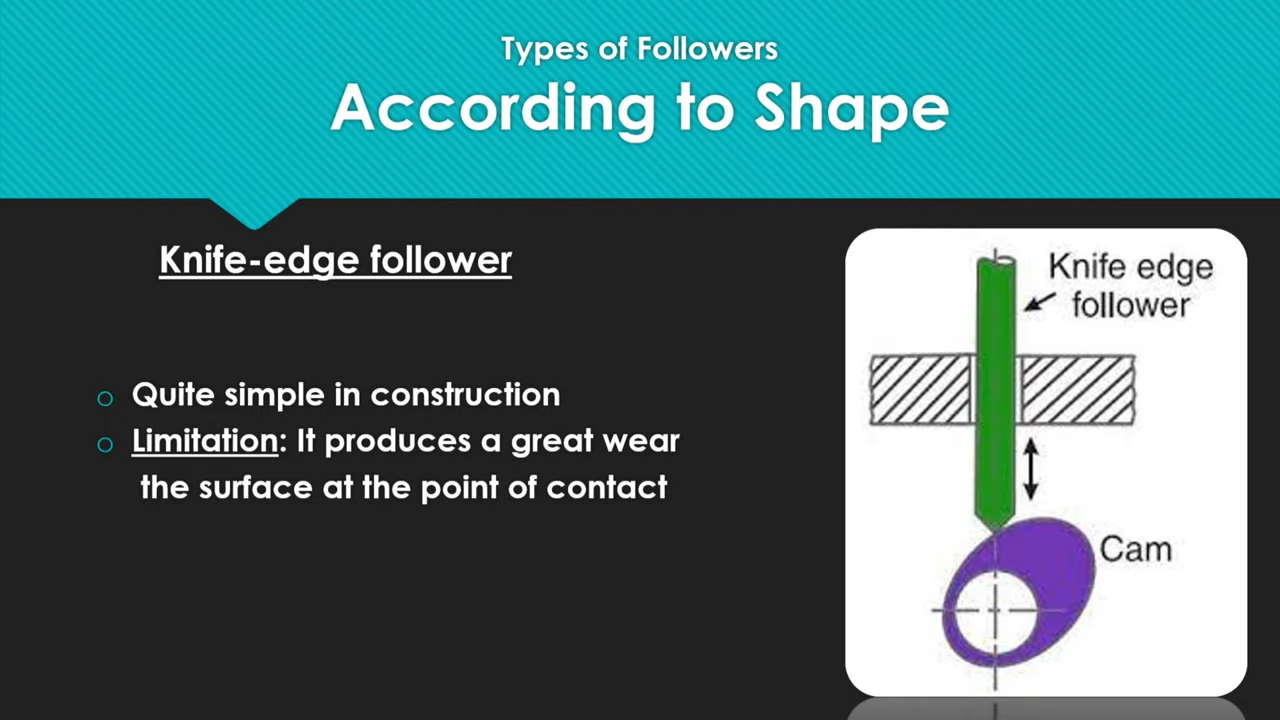 Types of Followers
According to Shape
Knife-edge follower
Quite simple in construction
Limitation: It produces a great wear
the surface at the point of contact
Knife edge
follower
Cam